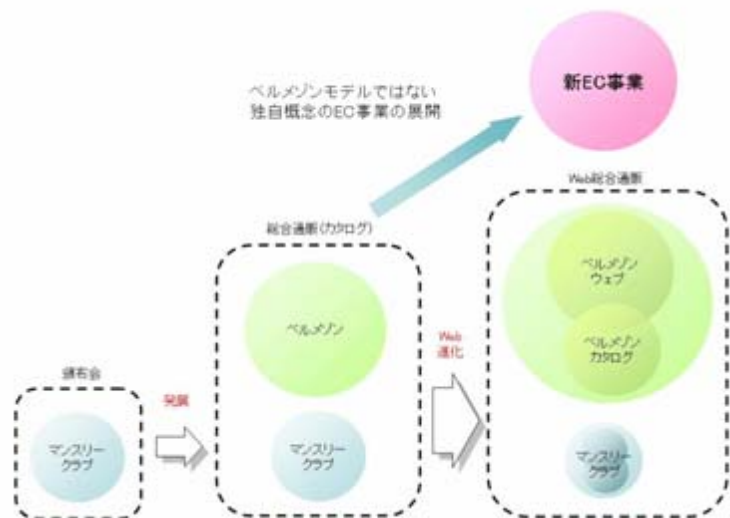 新EC事業
ベルメゾンモデルではない
独自概念のEC事業の展開
Web総合通販
総合通販(カタログ)
ベルメゾン
ウェブ
ベルメゾン
Web
進化
ベルメゾン
カタログ
頒布会
発展
マンスリー
クラブ
マンスリー
クラブ
マンスリー
クラブ